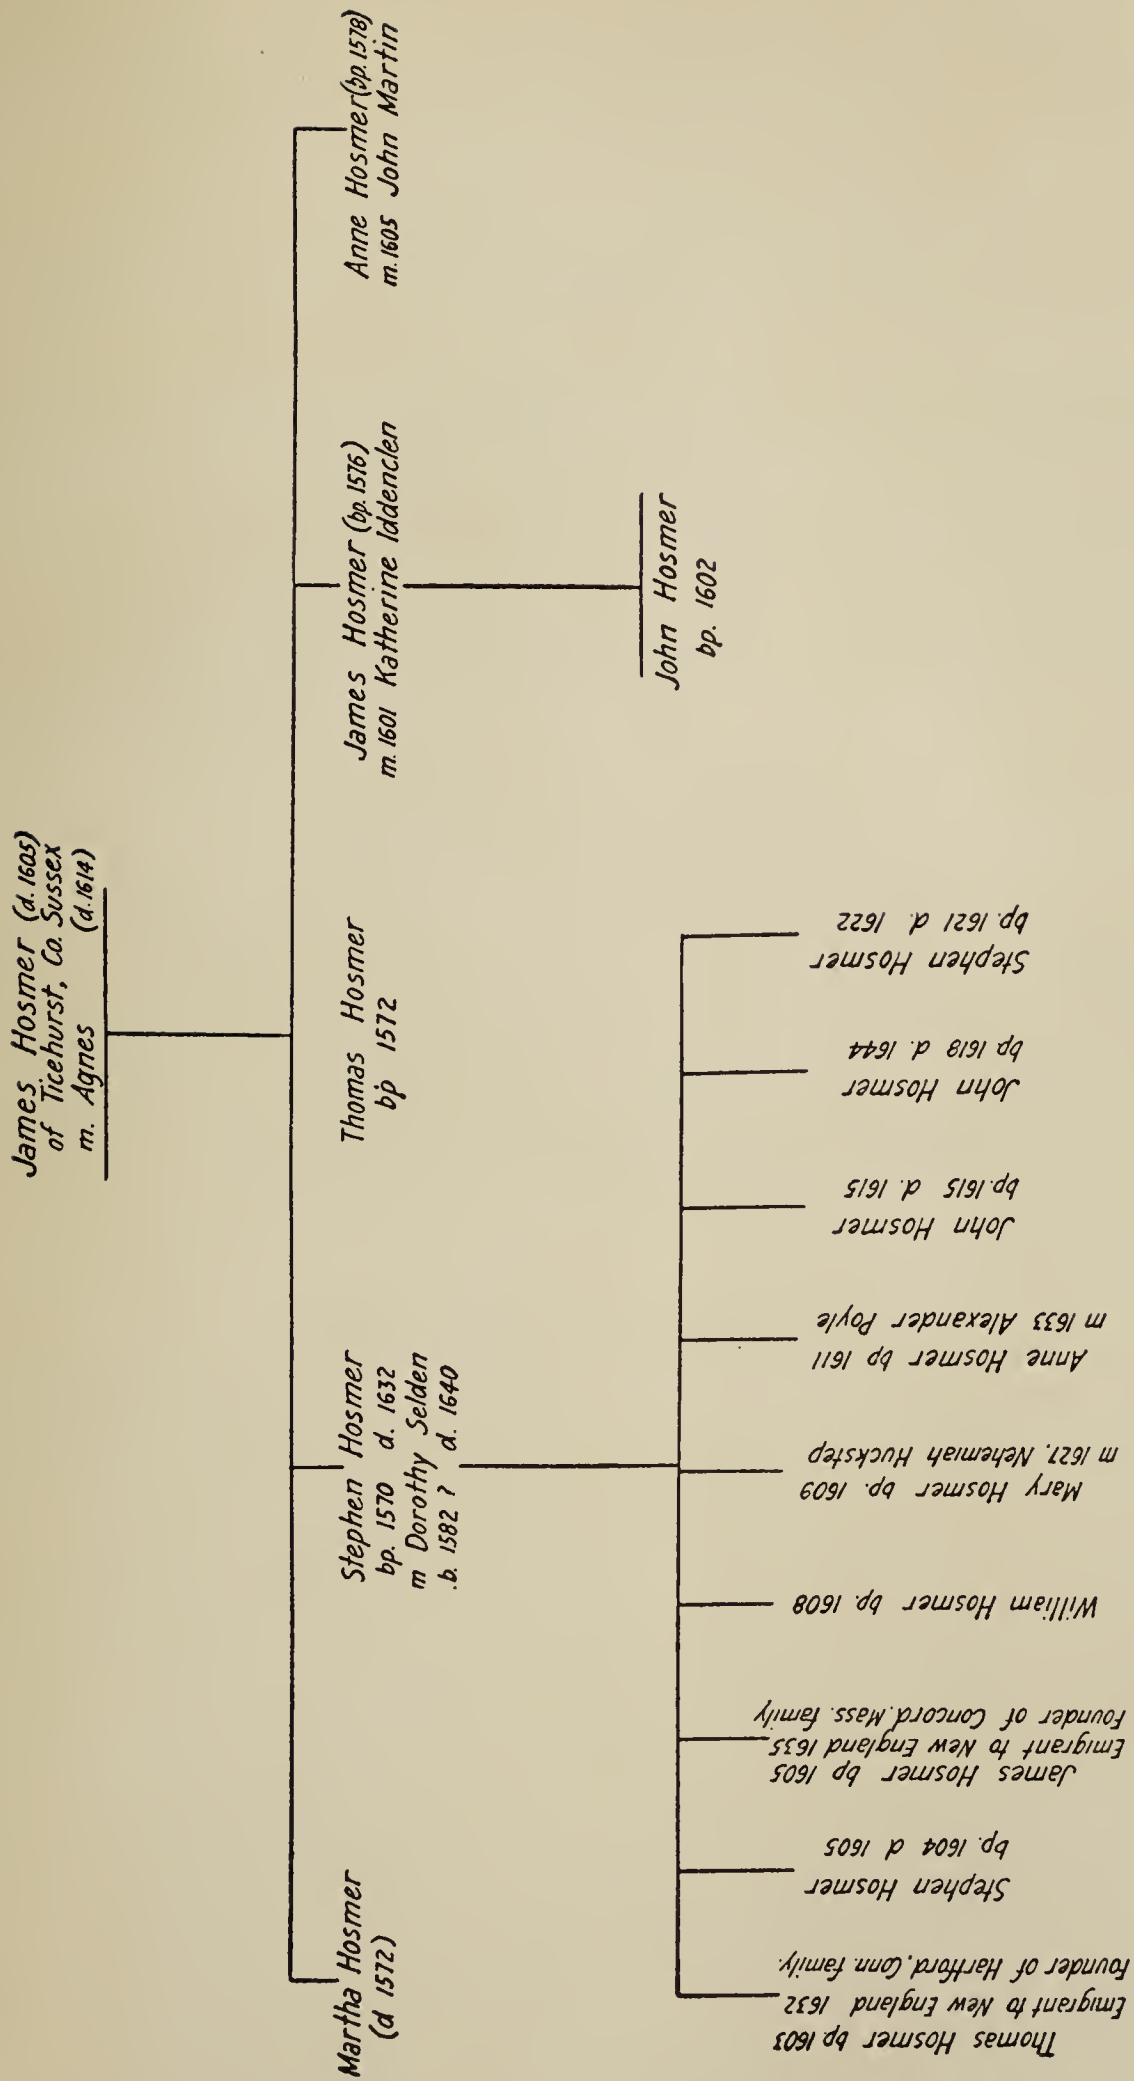 James Hosmer (d. 1605)
of Ticehurst, Co. Sussex
m. Agnes (d. 1614)
Martha Hosmer
(d 1572)
Stephen Hosmer
bp. 1570 d. 1632
m Dorothy Selden
.b. 1582 ? d. 1640
Thomas Hosmer
bp 1572
James Hosmer (bp. 1576)
m. 1601 Katherine Iddenclen
Anne Hosmer (bp. 1578)
m. 1605 John Martin
Thomas Hosmer bp 1603
Emigrant to New England 1632
Founder of Hartford, Conn. family.
Stephen Hosmer
bp. 1604 d 1605
James Hosmer bp 1605
Emigrant to New England 1635
Founder of Concord, Mass. family
William Hosmer bp. 1608
Mary Hosmer bp. 1609
m 1627. Nehemiah Huckstep
Anne Hosmer bp 1611
m 1633 Alexander Poyle
John Hosmer
bp. 1615 d. 1615
John Hosmer
bp 1618 d. 1644
Stephen Hosmer
bp. 1621 d. 1622
John Hosmer
bp. 1602